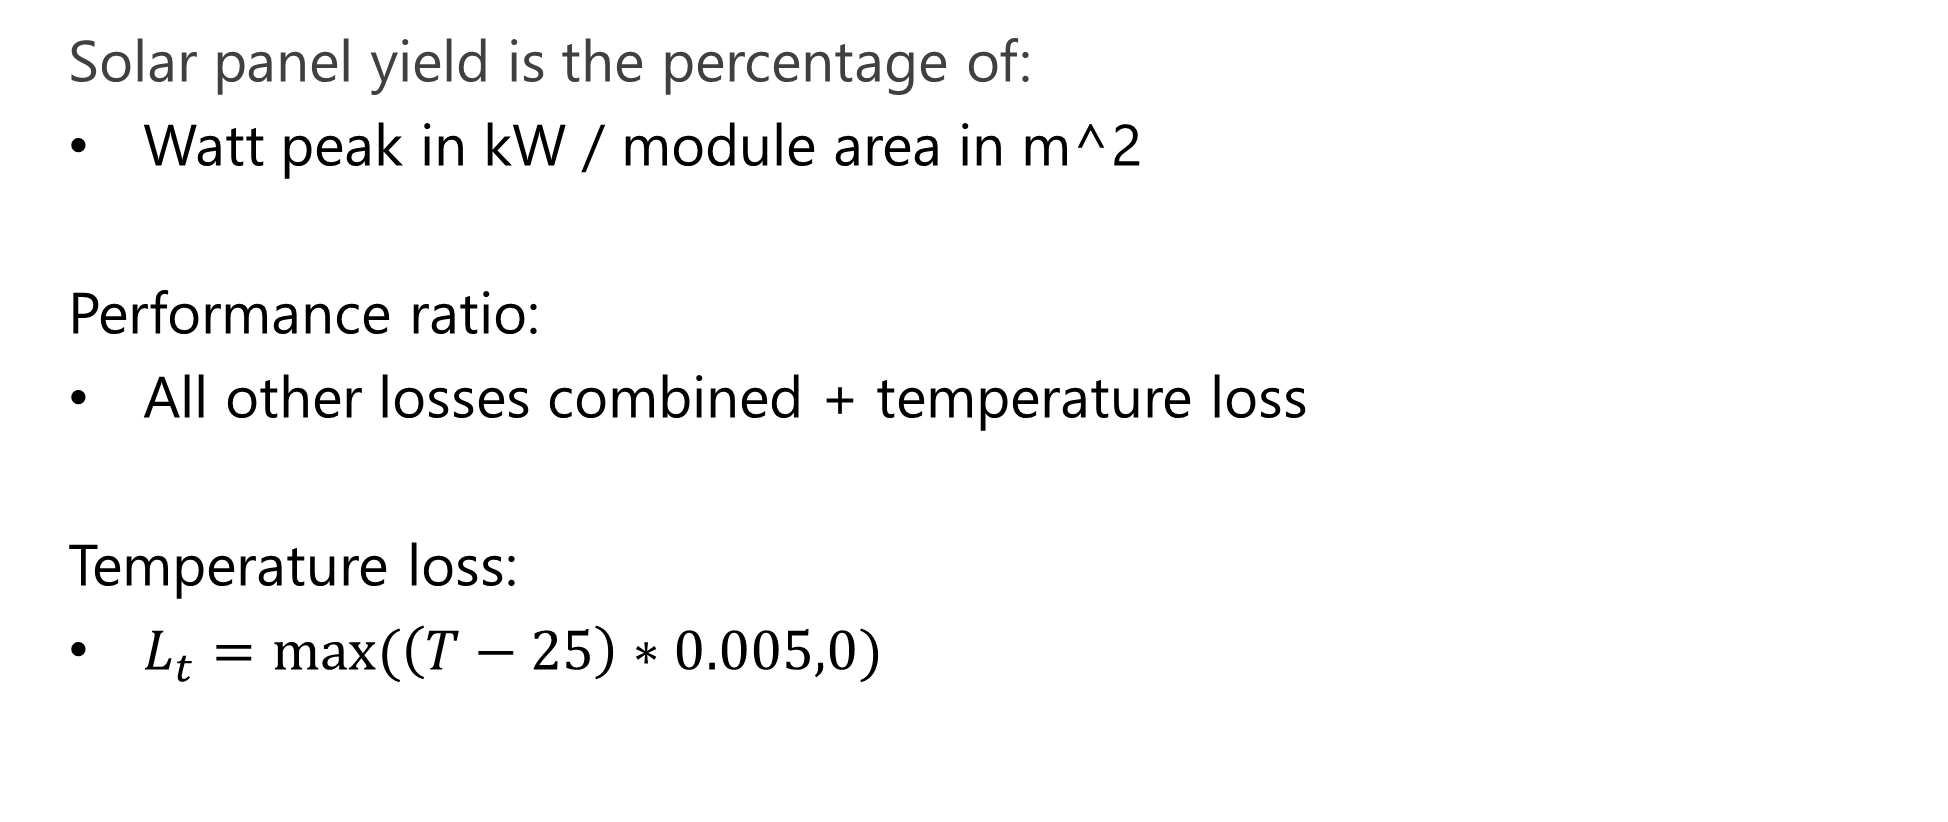 Solar panel yield is the percentage of:
• Watt peak in kW / module area in m^2
Performance ratio:
• All other losses combined + temperature loss
Temperature loss:
• 𝐿𝑡 = max((𝑇 − 25) ∗ 0.005,0)